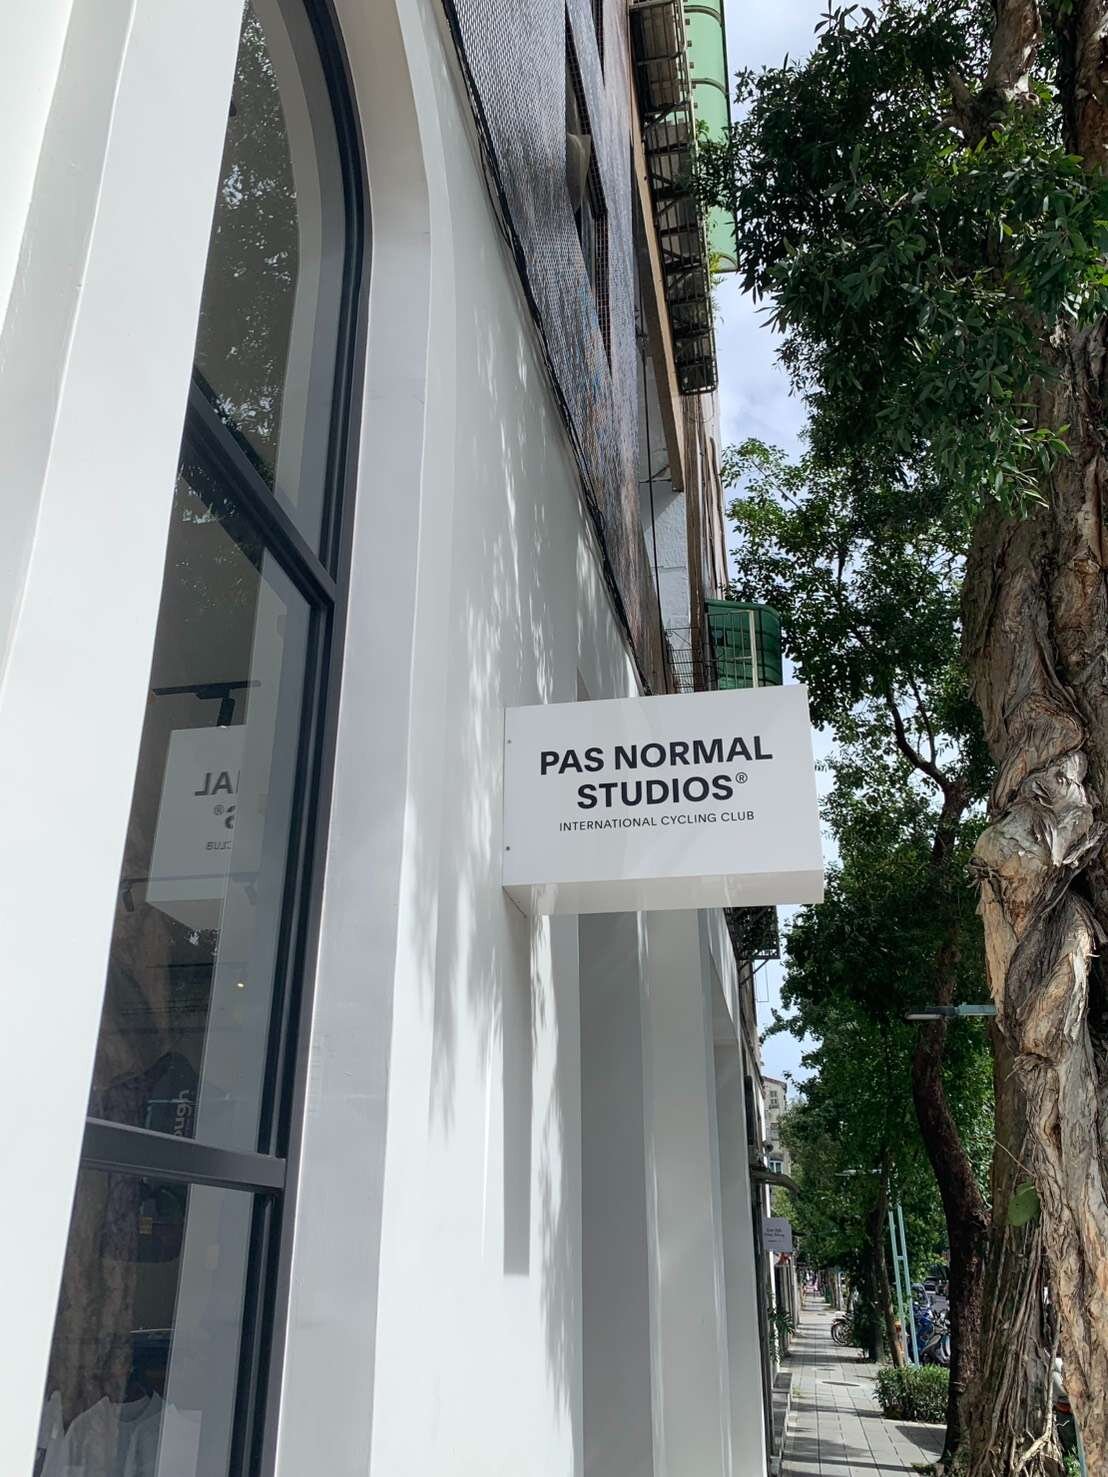 PAS NORMAL
STUDIOS®
INTERNATIONAL CYCLING CLUB